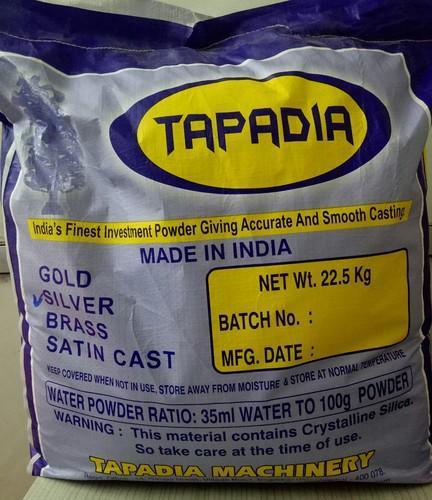 TAPADIA
India's Finest Investment Powder Giving Accurate And Smooth Casting
MADE IN INDIA
GOLD
SILVER
BRASS
SATIN CAST
NET Wt. 22.5 Kg
BATCH No. :
MFG. DATE :
KEEP COVERED WHEN NOT IN USE, STORE AWAY FROM MOISTURE & STORE AT NORMAL TEMPERATURE
WATER POWDER RATIO: 35ml WATER TO 100g POWDER
WARNING : This material contains Crystalline Silica.
So take care at the time of use.
TAPADIA MACHINERY
400 078.